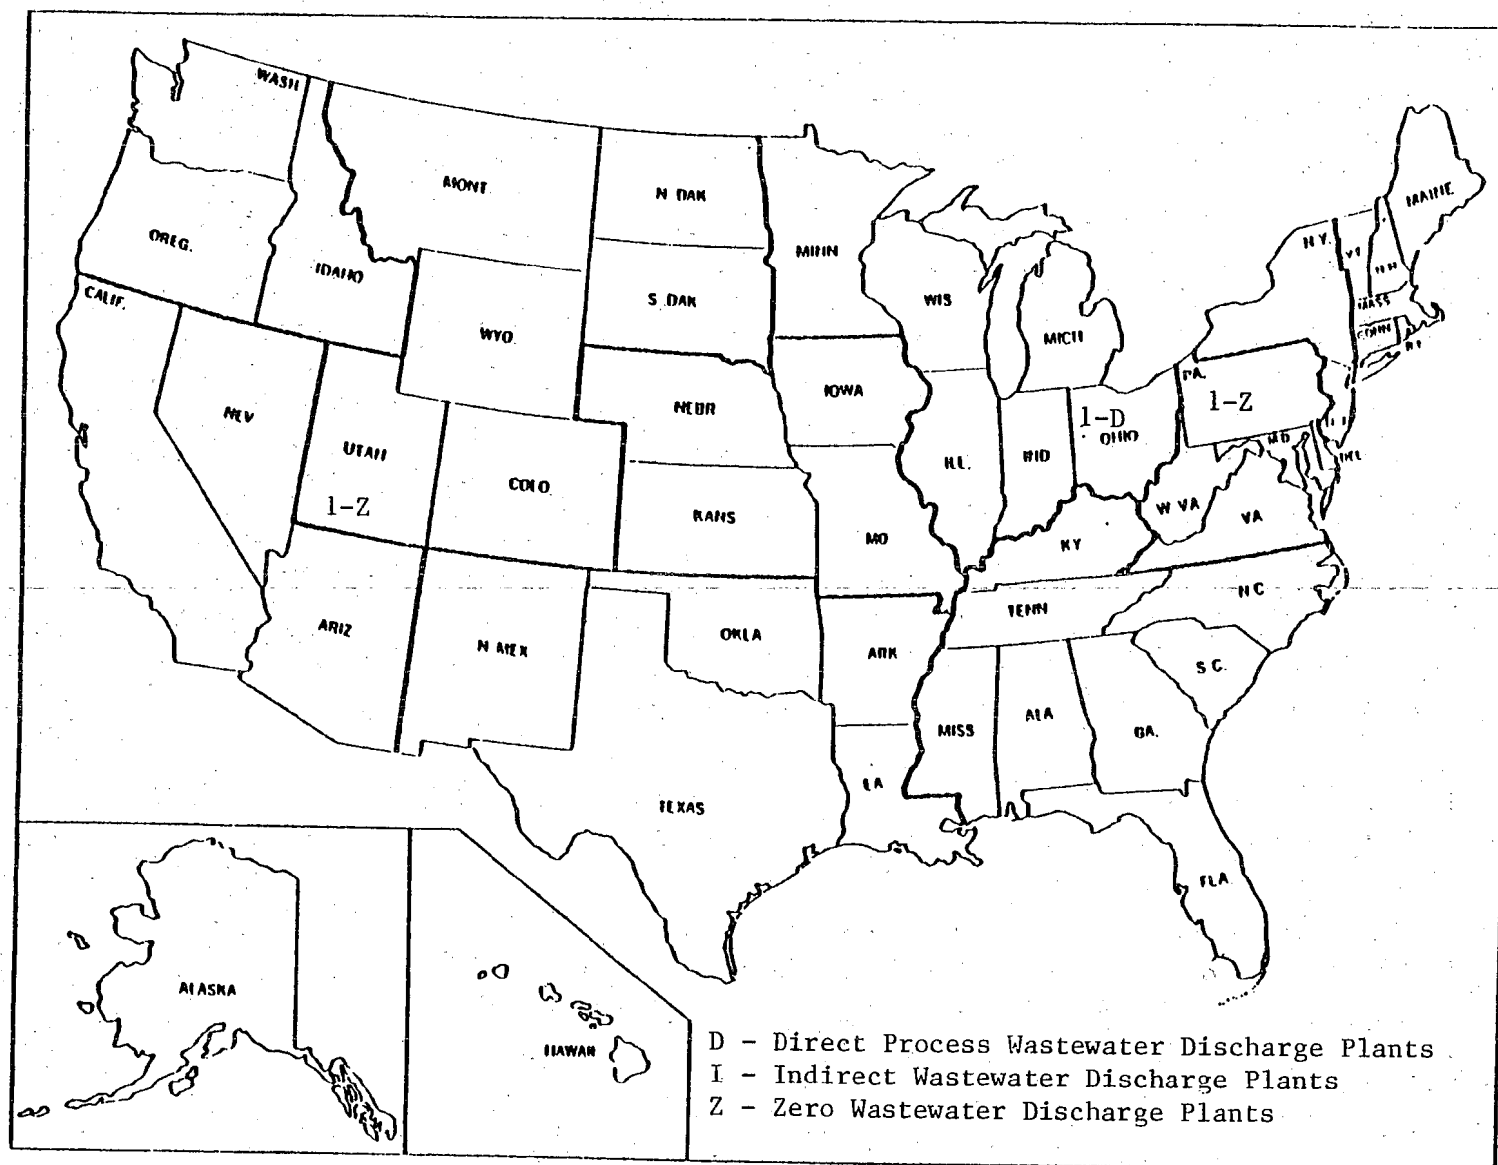 WASH
MONT
N DAK
MINN
MAINE
OREG.
IDAHO
S. DAK
WIS
MICH
N.Y.
VT
N H
MASS
CONN
R I
CALIF.
WYO.
NEV
UTAH
1-Z
COLO
NEBR
IOWA
ILL.
IND
1-D
OHIO
PA.
1-Z
N J
MD
DEL
KANS
MO
KY
W VA
VA
ARIZ
N MEX
OKLA
ARK
TENN
N C
S C.
TEXAS
LA
MISS
ALA
GA.
FLA.
ALASKA
HAWAII
D - Direct Process Wastewater Discharge Plants
I - Indirect Wastewater Discharge Plants
Z - Zero Wastewater Discharge Plants